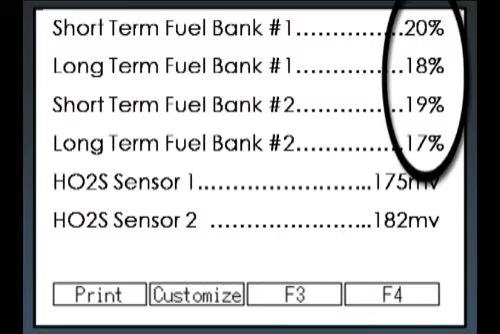 Short Term Fuel Bank #1................20%
Long Term Fuel Bank #1................18%
Short Term Fuel Bank #2................19%
Long Term Fuel Bank #2................17%
HO2S Sensor 1..........................175mv
HO2S Sensor 2 ........................182mv
Print Customize F3 F4